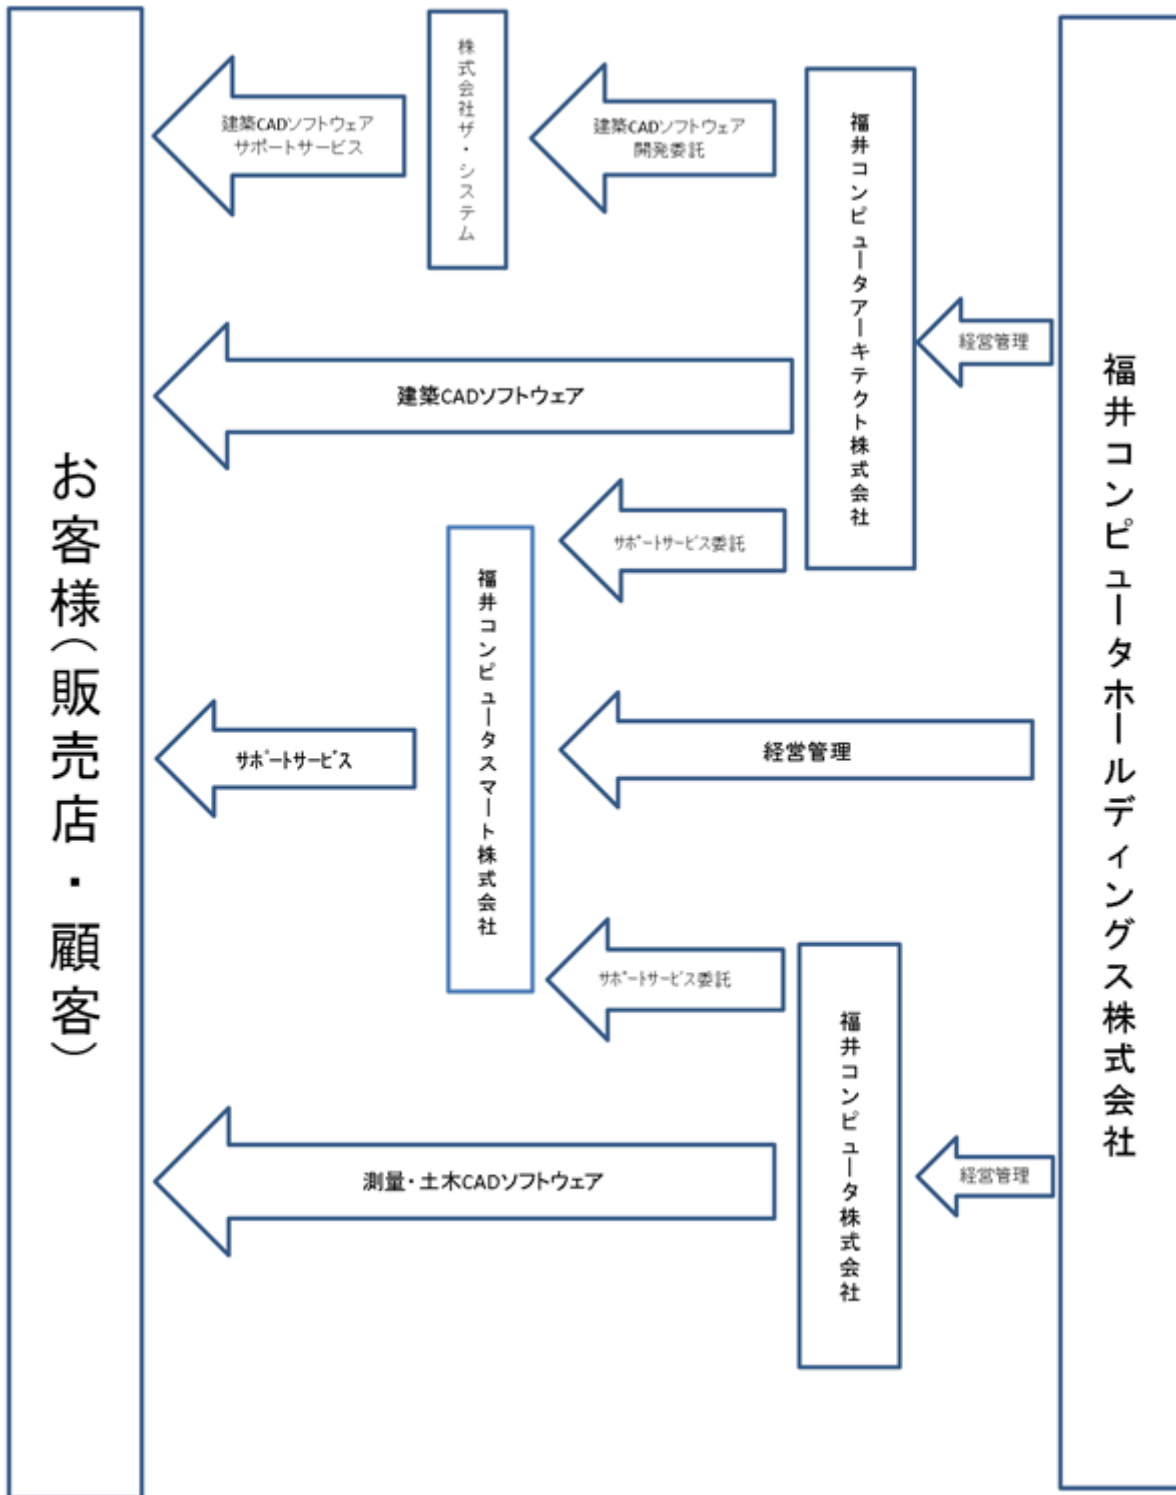 お客様(販売店・顧客)
建築CADソフトウェア
サポートサービス
株式会社ザ・システム
建築CADソフトウェア
開発委託
福井コンピュータアーキテクト株式会社
経営管理
福井コンピュータホールディングス株式会社
建築CADソフトウェア
サポートサービス委託
福井コンピュータスマート株式会社
サポートサービス
経営管理
サポートサービス委託
福井コンピュータ株式会社
測量・土木CADソフトウェア
経営管理